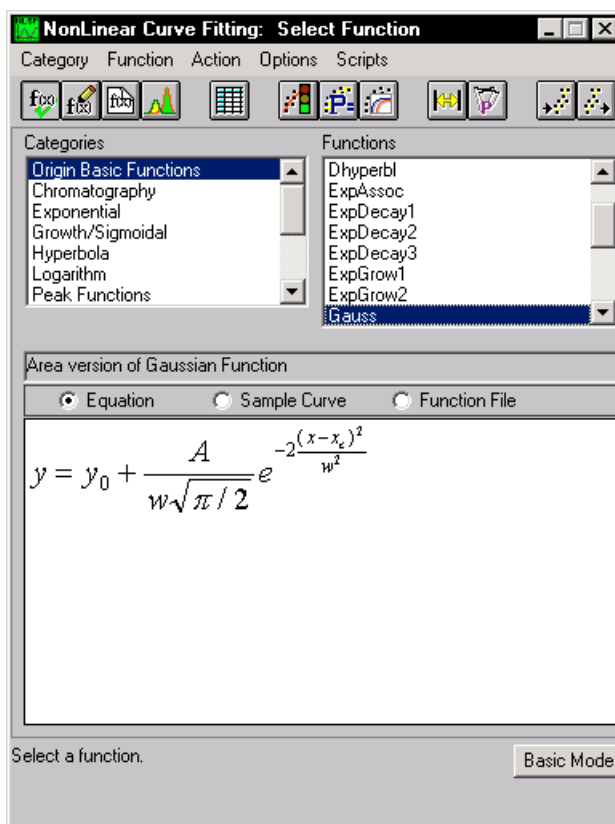 NonLinear Curve Fitting: Select Function
Category Function Action Options Scripts
Categories Functions
Origin Basic Functions
Chromatography
Exponential
Growth/Sigmoidal
Hyperbola
Logarithm
Peak Functions
Dhyperbl
ExpAssoc
ExpDecay1
ExpDecay2
ExpDecay3
ExpGrow1
ExpGrow2
Gauss
Area version of Gaussian Function
Equation Sample Curve Function File
y = y₀ + A / (w√(π/2)) e^(-2(x-x_c)²/w²)
Select a function.
Basic Mode